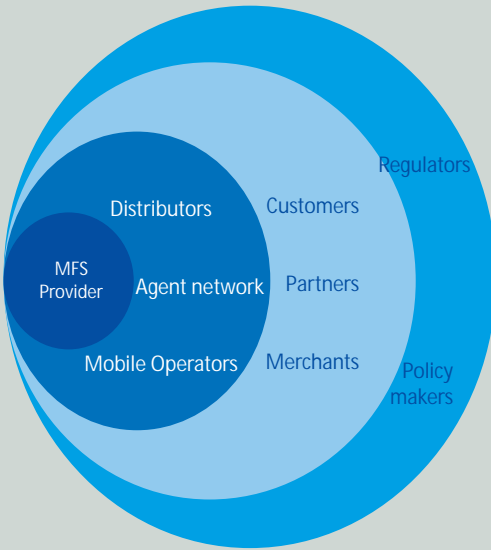 MFS
Provider
Distributors
Agent network
Mobile Operators
Customers
Partners
Merchants
Regulators
Policy
makers